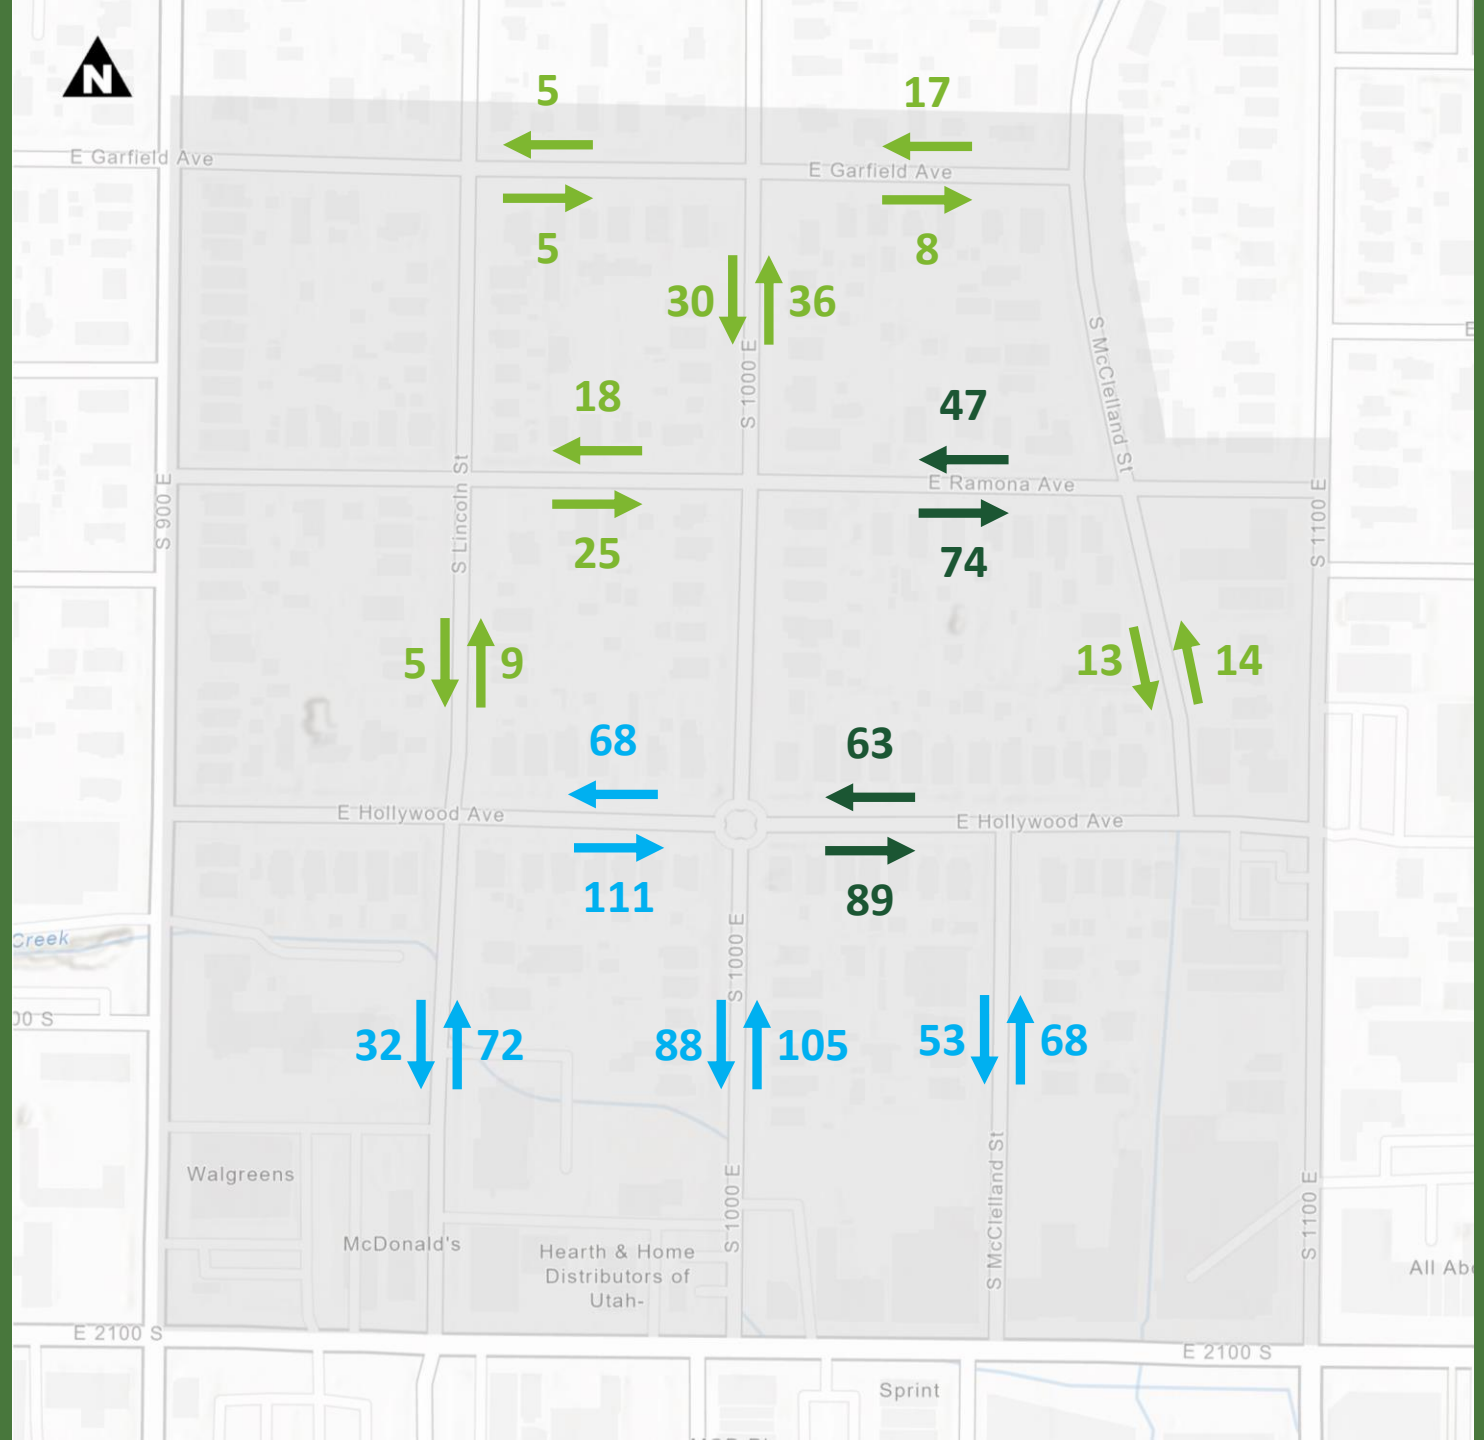 N
5
17
E Garfield Ave
E Garfield Ave
5
8
30
36
S 1000 E
S McClelland St
18
47
E Ramona Ave
S 900 E
S Lincoln St
S 1100 E
25
74
5
9
13
14
68
63
E Hollywood Ave
E Hollywood Ave
111
89
Creek
S 1000 E
00 S
32
72
88
105
53
68
Walgreens
S 1000 E
S McClelland St
S 1100 E
McDonald's
Hearth & Home
Distributors of
Utah-
All Ab
E 2100 S
E 2100 S
Sprint